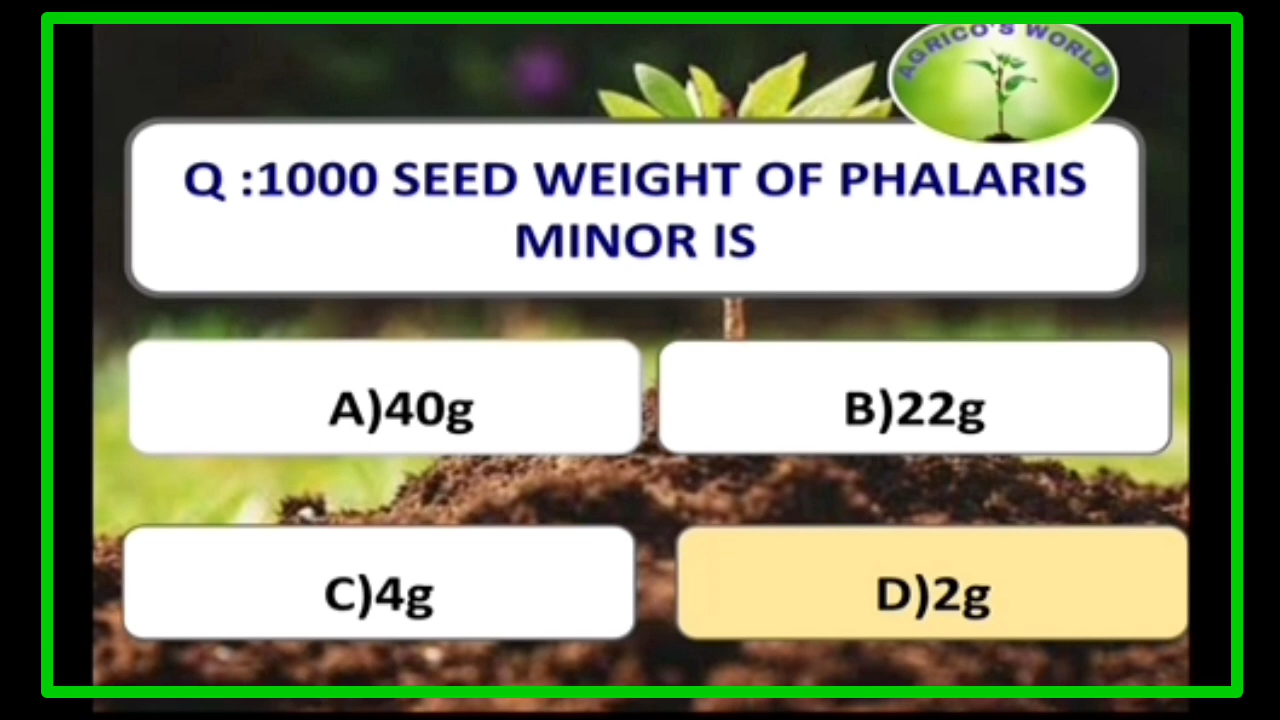 AGRICO'S WORLD
Q :1000 SEED WEIGHT OF PHALARIS
MINOR IS
A)40g
B)22g
C)4g
D)2g